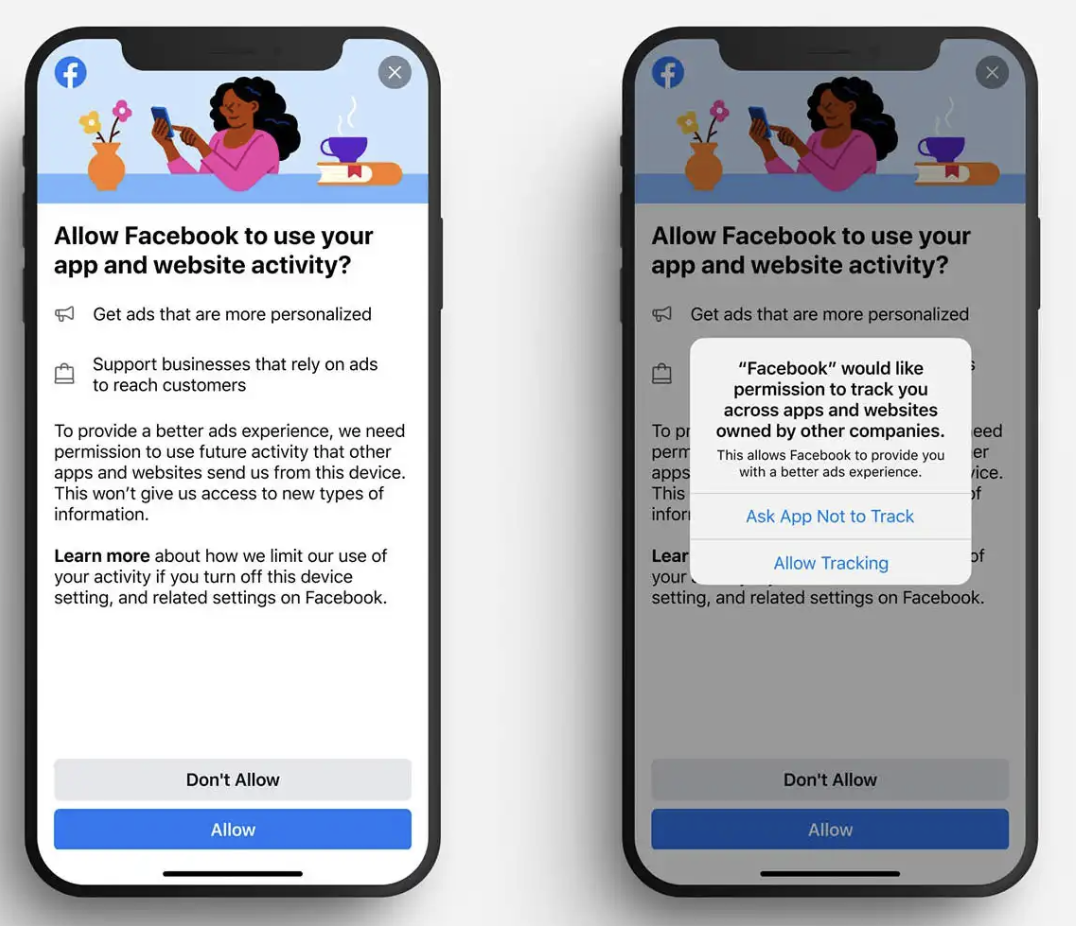 Allow Facebook to use your
app and website activity?
Get ads that are more personalized
Support businesses that rely on ads
to reach customers
To provide a better ads experience, we need
permission to use future activity that other
apps and websites send us from this device.
This won’t give us access to new types of
information.
Learn more about how we limit our use of
your activity if you turn off this device
setting, and related settings on Facebook.
Don't Allow
Allow
Allow Facebook to use your
app and website activity?
Get ads that are more personalized
“Facebook” would like
permission to track you
across apps and websites
owned by other companies.
This allows Facebook to provide you
with a better ads experience.
Ask App Not to Track
Allow Tracking
setting, and related settings on Facebook.
Don't Allow
Allow